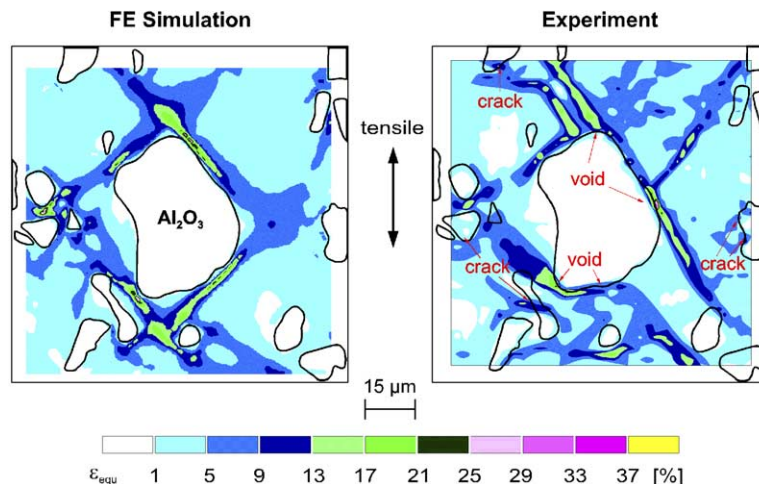 FE Simulation
Experiment
tensile
Al₂O₃
crack
void
crack
crack
void
15 µm
εequ 1 5 9 13 17 21 25 29 33 37 [%]